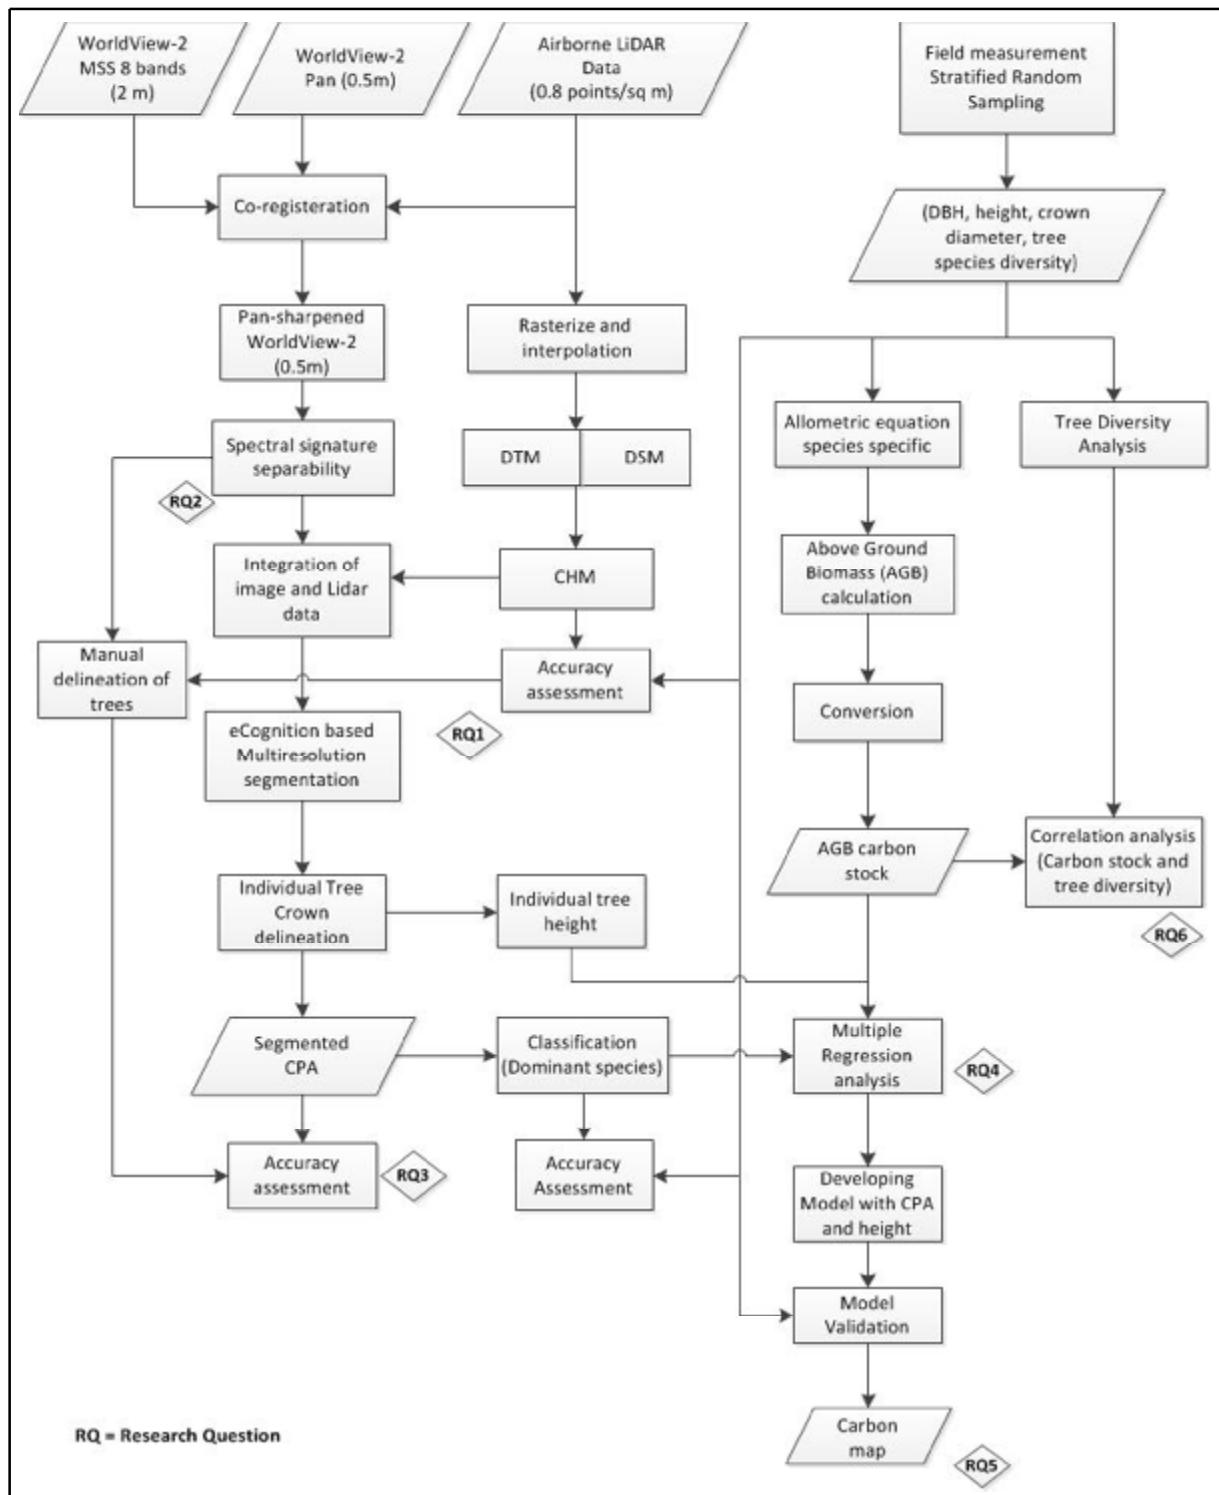 WorldView-2
MSS 8 bands
(2 m)
WorldView-2
Pan (0.5m)
Airborne LiDAR
Data
(0.8 points/sq m)
Field measurement
Stratified Random
Sampling
Co-registeration
(DBH, height, crown
diameter, tree
species diversity)
Pan-sharpened
WorldView-2
(0.5m)
Rasterize and
interpolation
Spectral signature
separability
RQ2
DTM
DSM
Allometric equation
species specific
Tree Diversity
Analysis
Integration of
image and Lidar
data
CHM
Above Ground
Biomass (AGB)
calculation
Manual
delineation of
trees
Accuracy
assessment
RQ1
Conversion
eCognition based
Multiresolution
segmentation
AGB carbon
stock
Correlation analysis
(Carbon stock and
tree diversity)
RQ6
Individual Tree
Crown
delineation
Individual tree
height
Segmented
CPA
Classification
(Dominant species)
Multiple
Regression
analysis
RQ4
Accuracy
assessment
RQ3
Accuracy
Assessment
Developing
Model with CPA
and height
Model
Validation
Carbon
map
RQ5
RQ = Research Question